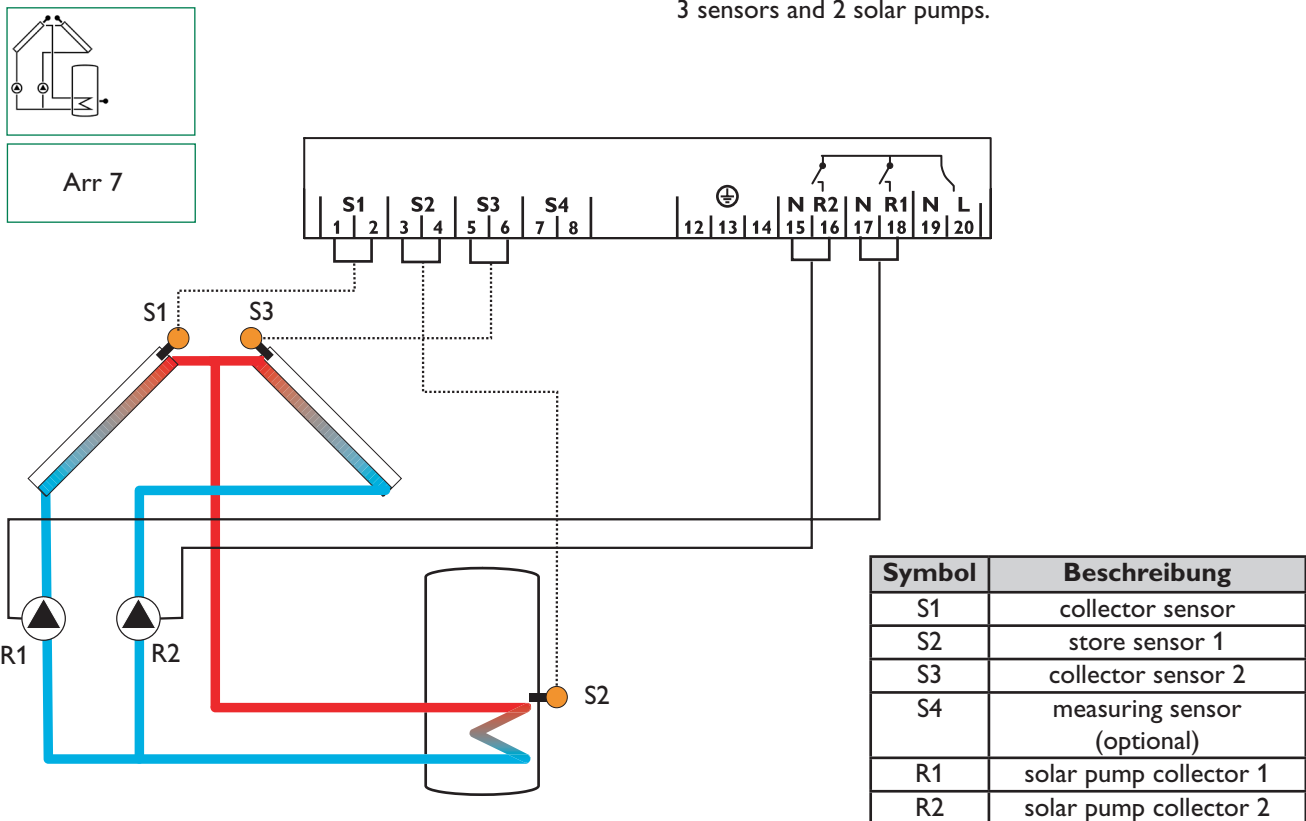 3 sensors and 2 solar pumps.
Arr 7
S1 S2 S3 S4 N R2 N R1 N L
1 2 3 4 5 6 7 8 12 13 14 15 16 17 18 19 20
S1 S3
R1 R2
S2
Symbol Beschreibung
S1 collector sensor
S2 store sensor 1
S3 collector sensor 2
S4 measuring sensor
(optional)
R1 solar pump collector 1
R2 solar pump collector 2